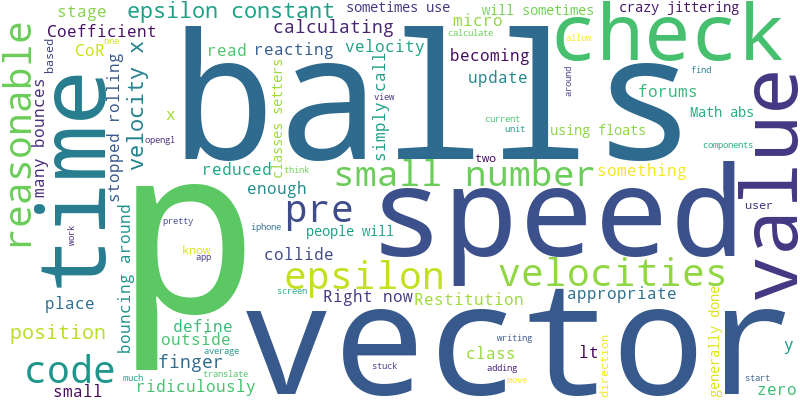 stage
epsilon constant
sometimes use
will sometimes
crazy jittering
Coefficient
calculating
micro
check
CoR
one
read
reacting
velocity
becoming
calculate
allow
reasonable
many bounces
time
based
stopped rolling
velocity x
balls
classes setters
simply call
update
find
around
forums
value
x
view
Math abs
opengl
current
unit
using floats
components
reduced
think
two
small number
something
enough
p
pre
speed
vector
user
people will
pretty
iphone
work
know
app
collide
epsilon
velocities
bouncing around
screen
Right now
Restitution
appropriate
place
define
position
outside
average
finger
code
translate
much
small
ridiculously
writing
class
lt
stuck
adding
move
direction
generally done
y
start
zero